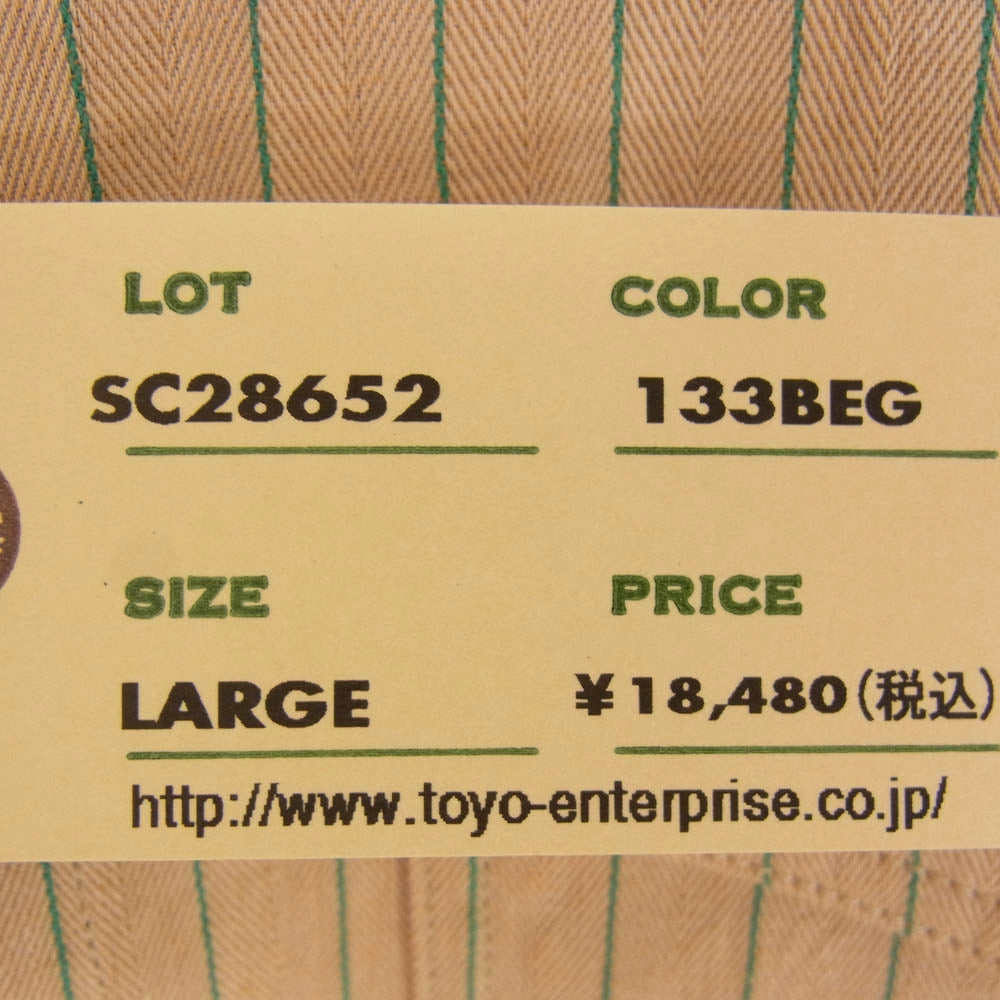 LOT COLOR
SC28652 133BEG
SIZE PRICE
LARGE ¥18,480(税込)
http://www.toyo-enterprise.co.jp/